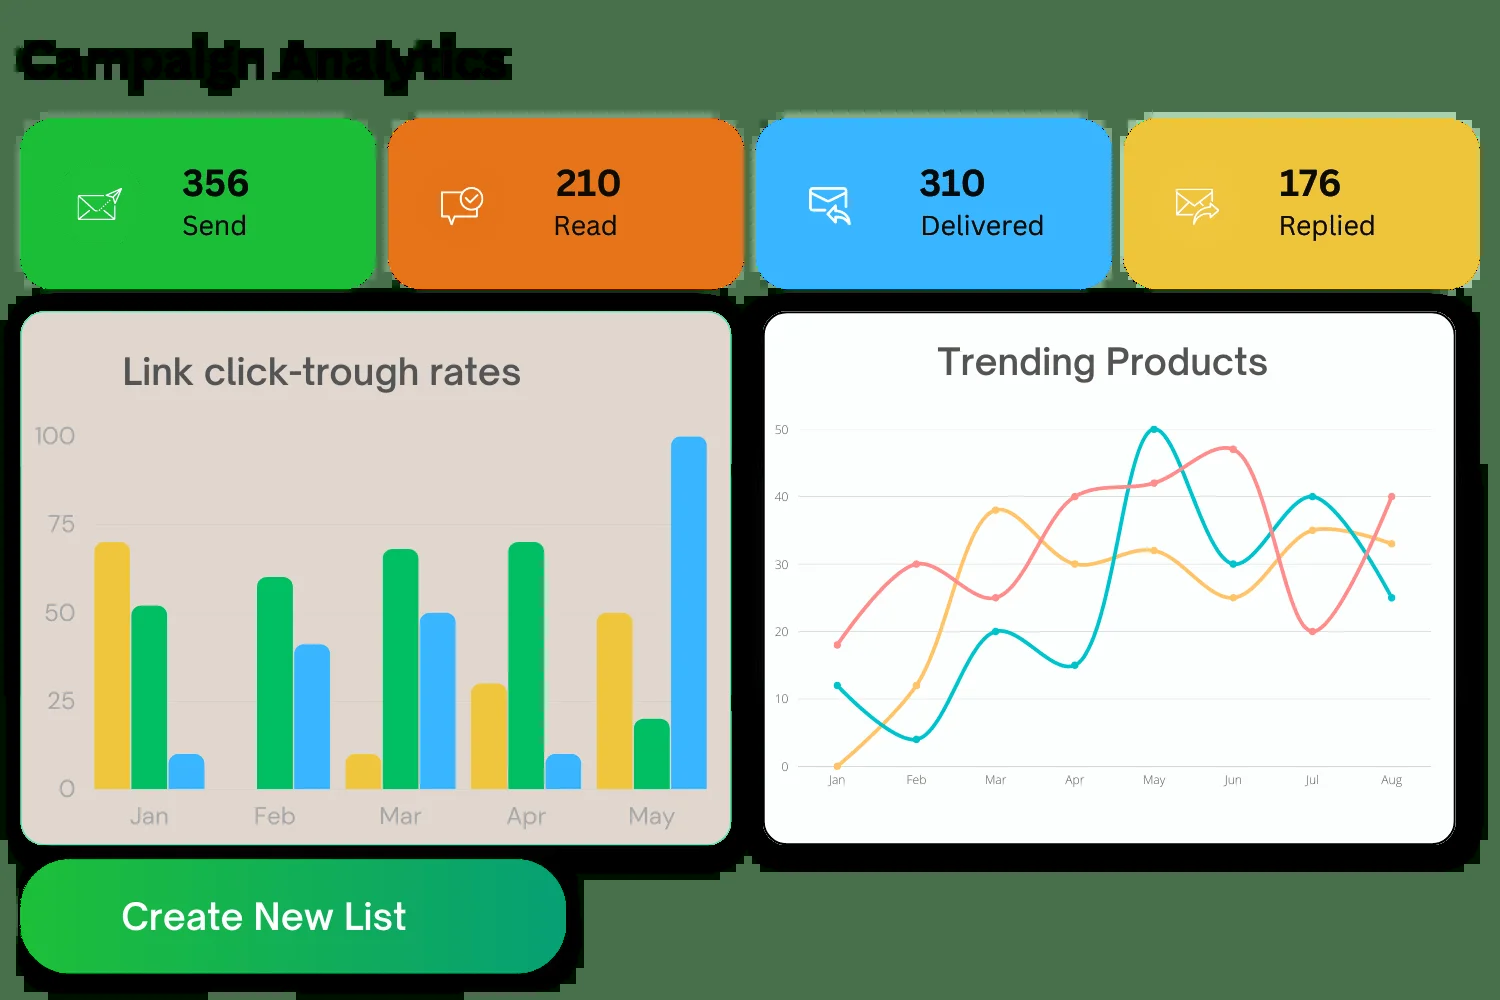 Campaign Analytics
356
Send
210
Read
310
Delivered
176
Replied
Link click-trough rates
100
75
50
25
0
Jan Feb Mar Apr May
Trending Products
50
40
30
20
10
0
Jan Feb Mar Apr May Jun Jul Aug
Create New List